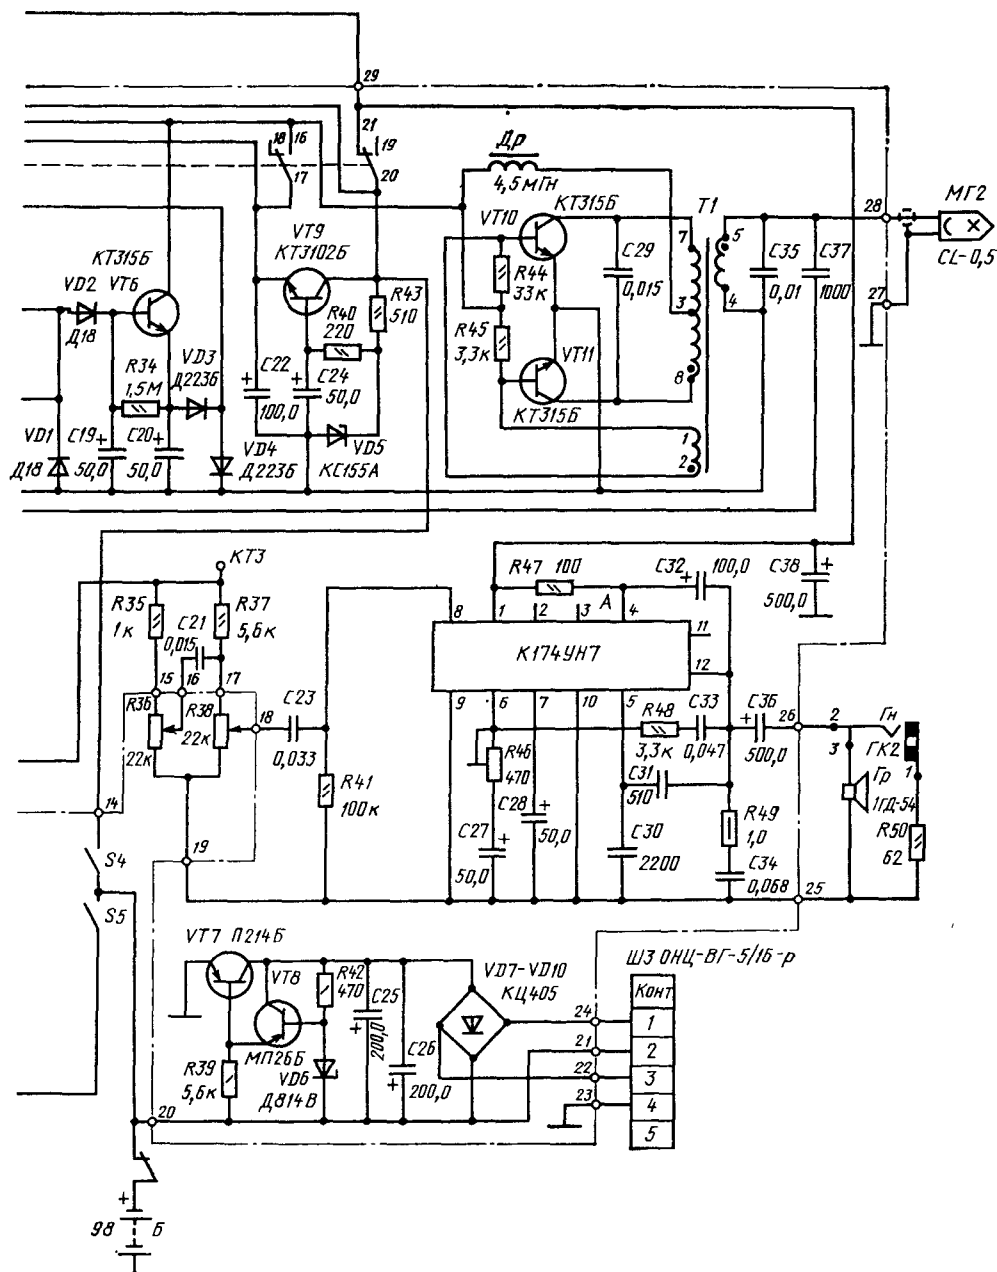 29
21
18
16
19
17
20
Др
4,5 мГн
КТ315Б
VT10
Т1
МГ2
28
CL-0,5
27
VT9
КТ3102Б
КТ315Б
VD2
VT6
Д18
R44
33к
C29
0,015
7
5
C35
0,01
C37
1000
3
4
R43
510
R40
220
R45
3,3к
VT11
8
КТ315Б
R34
1,5М
VD3
Д223Б
C22
100,0
C24
50,0
VD1
Д18
C19
50,0
C20
50,0
VD4
Д223Б
VD5
КС155А
1
2
КТ3
R47
100
C32
100,0
C38
500,0
R35
1к
C21
0,015
R37
5,6к
8
1
2
3
А
4
11
К174УН7
12
15
16
17
9
6
7
10
5
R36
22к
R38
22к
18
C23
0,033
R48
3,3к
C33
0,047
C36
500,0
26
2
Гн
3
ГК2
1
R46
470
R41
100к
C31
510
Гр
1ГД-54
14
C28
50,0
R49
1,0
R50
62
C27
50,0
C30
2200
C34
0,068
19
S4
S5
25
VT7 П214Б
VT8
R42
470
C25
200,0
VD7-VD10
КЦ405
Ш3 ОНЦ-ВГ-5/16-р
Конт
24
1
21
2
22
3
23
4
5
МП26Б
C26
200,0
R39
5,6к
VD6
Д814В
20
9В
Б